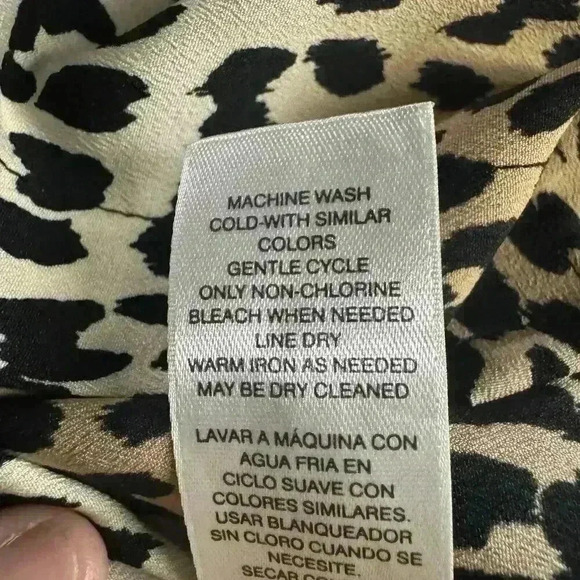 MACHINE WASH
COLD-WITH SIMILAR
COLORS
GENTLE CYCLE
ONLY NON-CHLORINE
BLEACH WHEN NEEDED
LINE DRY
WARM IRON AS NEEDED
MAY BE DRY CLEANED
LAVAR A MÁQUINA CON
AGUA FRIA EN
CICLO SUAVE CON
COLORES SIMILARES.
USAR BLANQUEADOR
SIN CLORO CUANDO SE
NECESITE.
SECAR